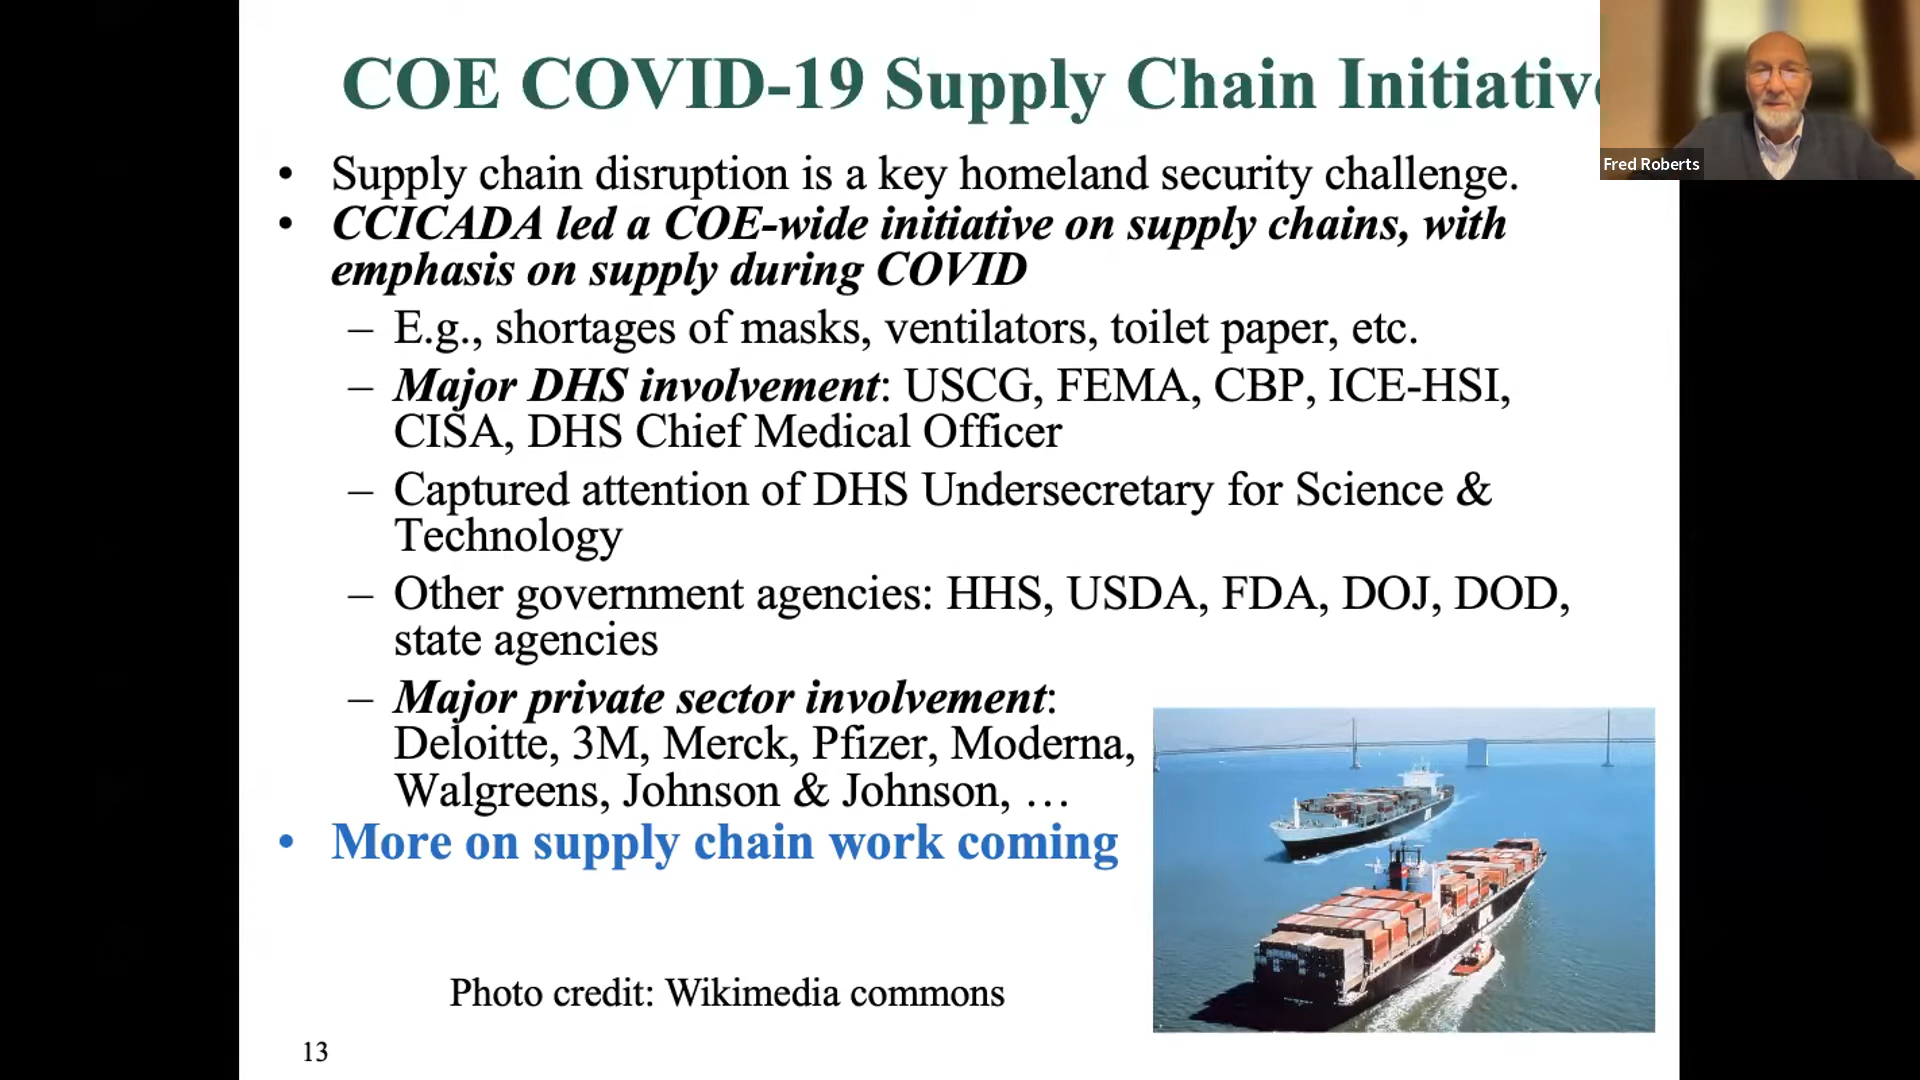 COE COVID-19 Supply Chain Initiativ
Fred Roberts
• Supply chain disruption is a key homeland security challenge.
• CCICADA led a COE-wide initiative on supply chains, with
emphasis on supply during COVID
– E.g., shortages of masks, ventilators, toilet paper, etc.
– Major DHS involvement: USCG, FEMA, CBP, ICE-HSI,
CISA, DHS Chief Medical Officer
– Captured attention of DHS Undersecretary for Science &
Technology
– Other government agencies: HHS, USDA, FDA, DOJ, DOD,
state agencies
– Major private sector involvement:
Deloitte, 3M, Merck, Pfizer, Moderna,
Walgreens, Johnson & Johnson, …
• More on supply chain work coming
Photo credit: Wikimedia commons
13